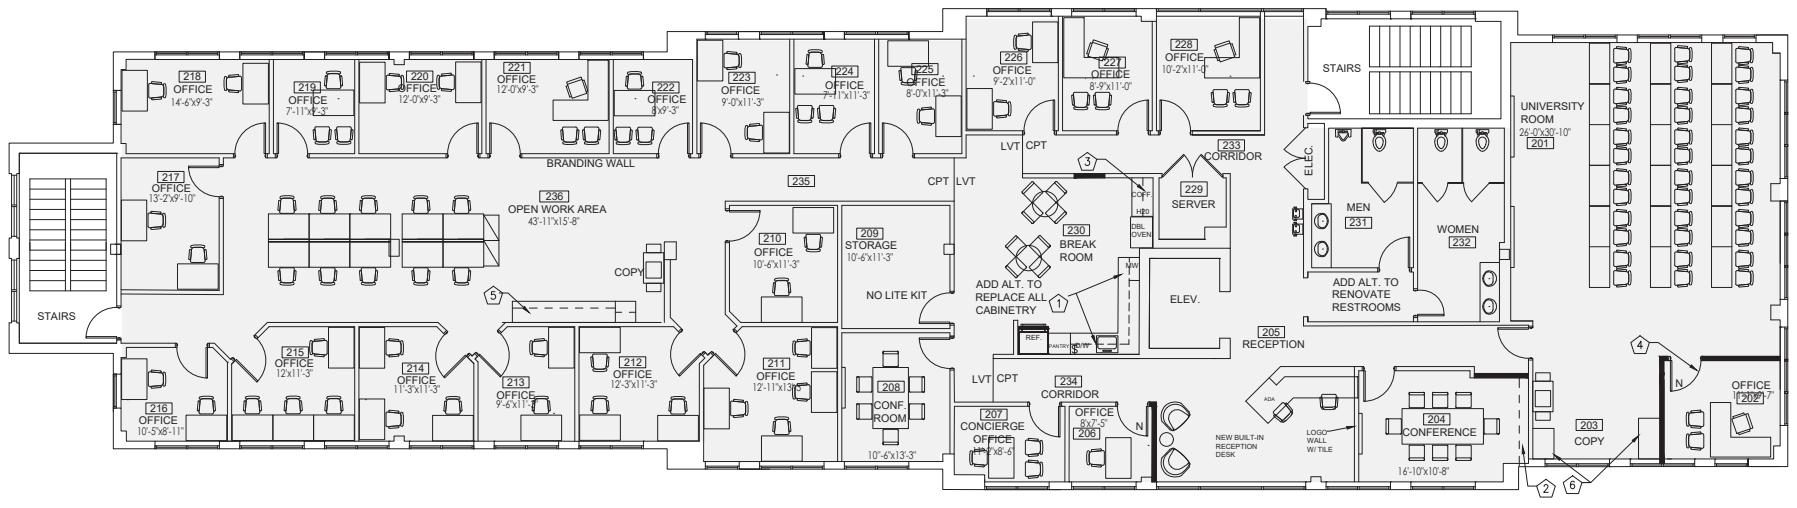 218
OFFICE
14'-6"x9'-3"
219
OFFICE
7'-11"x9'-3"
220
OFFICE
12'-0"x9'-3"
221
OFFICE
12'-0"x9'-3"
222
OFFICE
8'x9'-3"
223
OFFICE
9'-0"x11'-3"
224
OFFICE
7'-11"x11'-3"
225
OFFICE
8'-0"x11'-3"
226
OFFICE
9'-2"x11'-0"
227
OFFICE
8'-9"x11'-0"
228
OFFICE
10'-2"x11'-0"
STAIRS
UNIVERSITY
ROOM
26'-0"x30'-10"
201
BRANDING WALL
LVT
CPT
3
233
CORRIDOR
ELEC.
217
OFFICE
13'-2"x9'-10"
236
OPEN WORK AREA
43'-11"x15'-8"
235
CPT
LVT
COFF.
H20
DBL
OVEN
229
SERVER
MEN
231
WOMEN
232
210
OFFICE
10'-6"x11'-3"
209
STORAGE
10'-6"x11'-3"
NO LITE KIT
230
BREAK
ROOM
MW
COPY
5
ADD ALT. TO
REPLACE ALL
CABINETRY
1
ELEV.
ADD ALT. TO
RENOVATE
RESTROOMS
STAIRS
REF.
PANTRY
D/W
205
RECEPTION
4
215
OFFICE
12'x11'-3"
214
OFFICE
11'-3"x11'-3"
213
OFFICE
212
OFFICE
12'-3"x11'-3"
211
OFFICE
208
CONF.
ROOM
10'-6"x13'-3"
216
OFFICE
10'-5"x8'-11"
LVT
CPT
234
CORRIDOR
207
CONCIERGE
OFFICE
11'-2"x8'-6"
OFFICE
8'x7'-5"
206
N
ADA
NEW BUILT-IN
RECEPTION
DESK
LOGO
WALL
W/ TILE
204
CONFERENCE
16'-10"x10'-8"
203
COPY
N
OFFICE
202
2
6